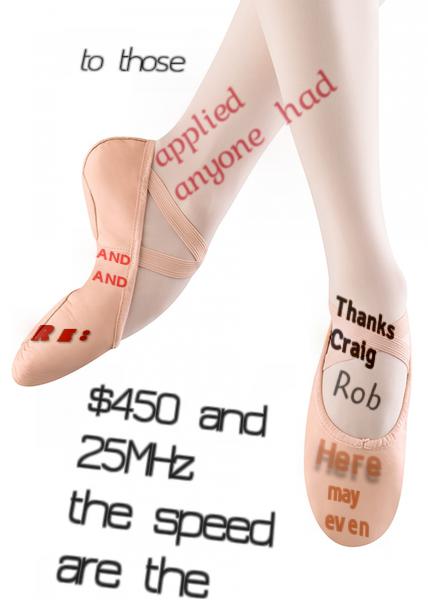 to those
applied
anyone had
AND
AND
RE:
Thanks
Craig
Rob
Here
may
even
$450 and
25MHz
the speed
are the